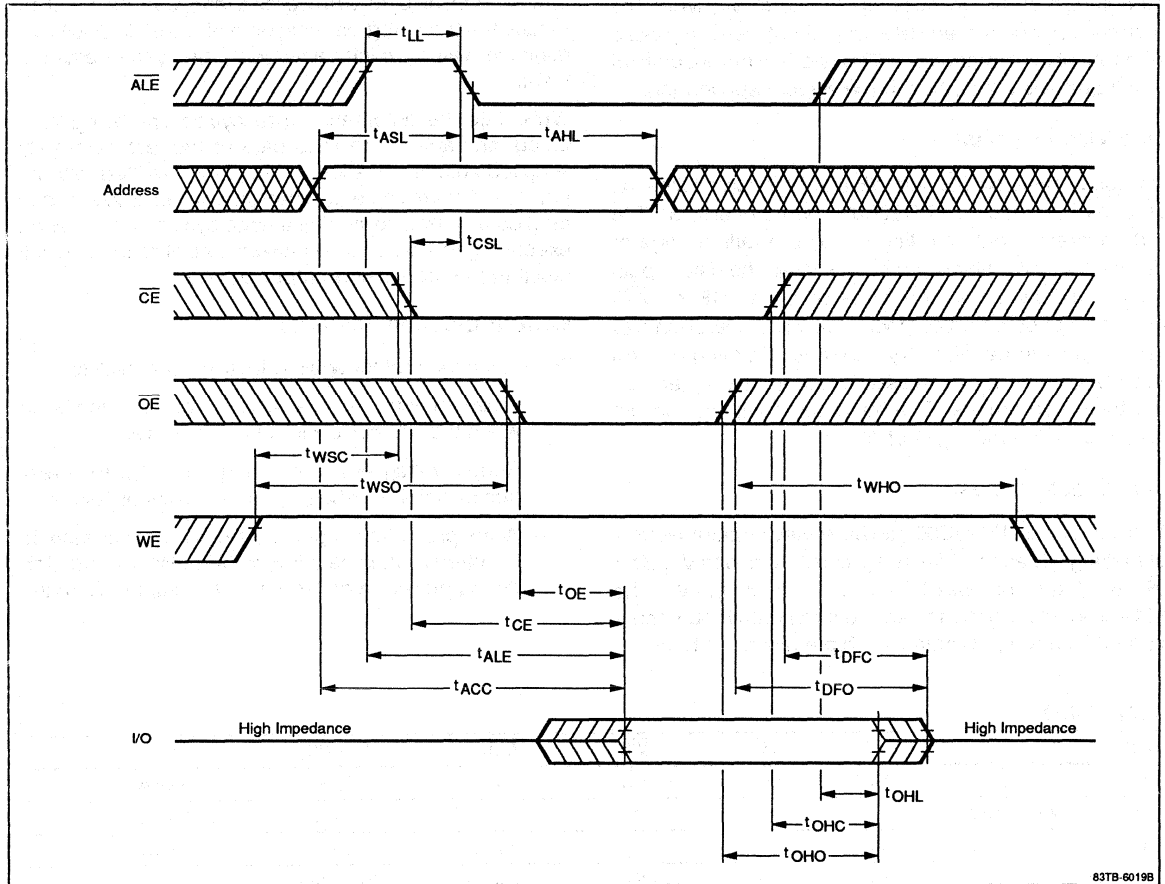 tLL
ALE
tASL
tAHL
Address
tCSL
CE
OE
tWSC
tWSO
tWHO
WE
tOE
tCE
tALE
tDFC
tACC
tDFO
I/O
High Impedance
High Impedance
tOHL
tOHC
tOHO
83TB-6019B